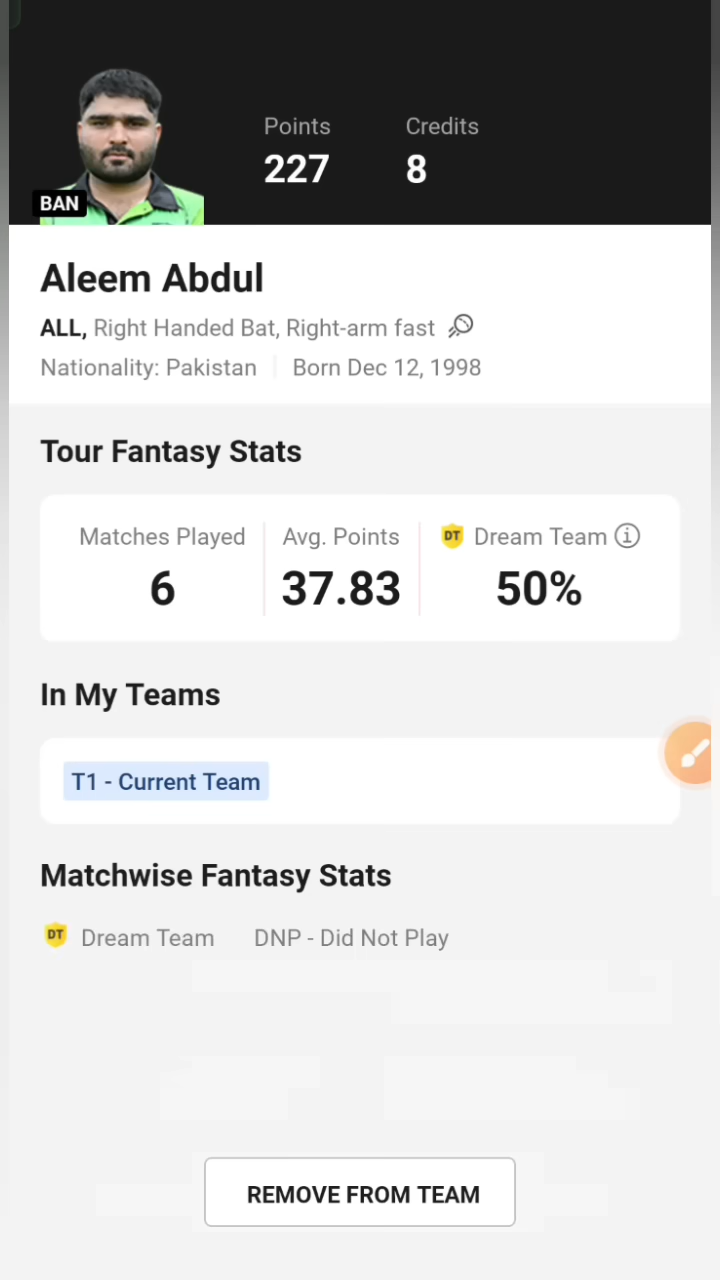 Points Credits
227 8
BAN
Aleem Abdul
ALL, Right Handed Bat, Right-arm fast
Nationality: Pakistan Born Dec 12, 1998
Tour Fantasy Stats
Matches Played Avg. Points DT Dream Team i
6 37.83 50%
In My Teams
T1 - Current Team
Matchwise Fantasy Stats
DT Dream Team DNP - Did Not Play
REMOVE FROM TEAM